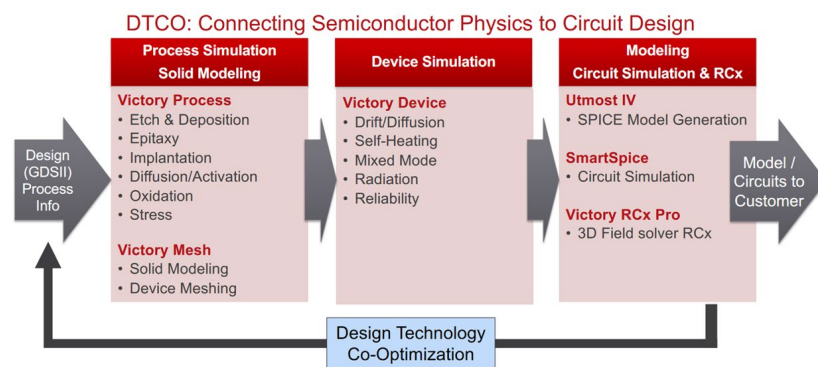 DTCO: Connecting Semiconductor Physics to Circuit Design
Design
(GDSII)
Process
Info
Process Simulation
Solid Modeling
Victory Process
• Etch & Deposition
• Epitaxy
• Implantation
• Diffusion/Activation
• Oxidation
• Stress
Victory Mesh
• Solid Modeling
• Device Meshing
Device Simulation
Victory Device
• Drift/Diffusion
• Self-Heating
• Mixed Mode
• Radiation
• Reliability
Modeling
Circuit Simulation & RCx
Utmost IV
• SPICE Model Generation
SmartSpice
• Circuit Simulation
Victory RCx Pro
• 3D Field solver RCx
Model /
Circuits to
Customer
Design Technology
Co-Optimization